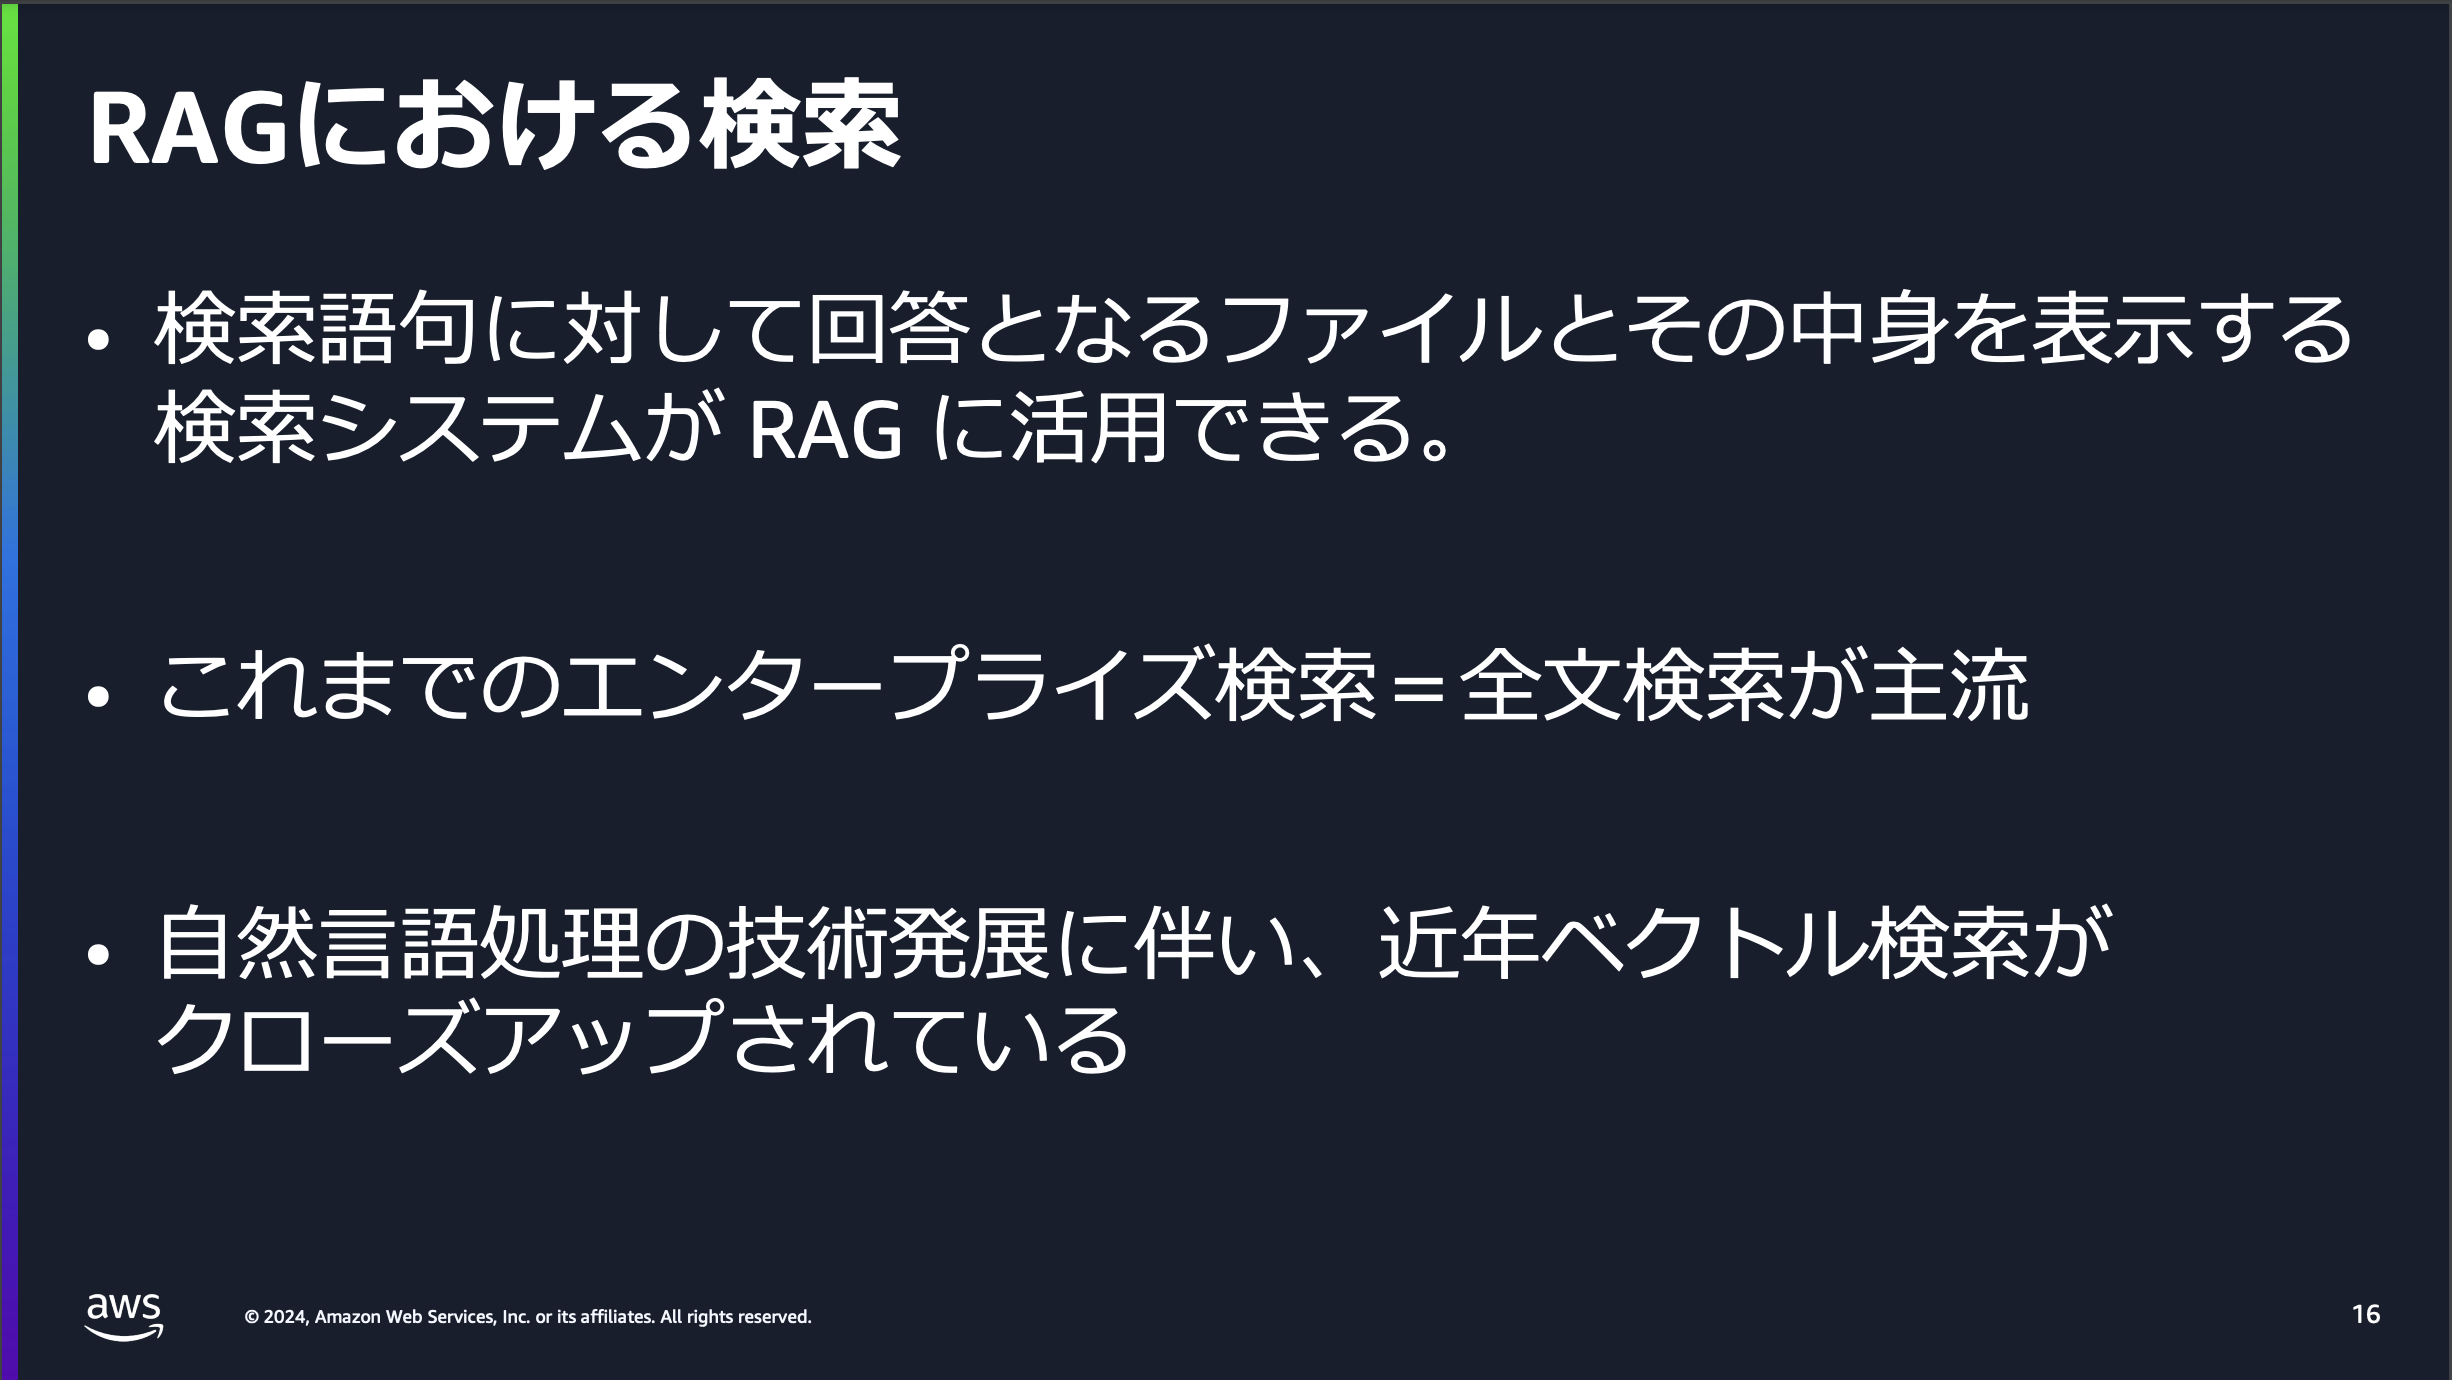 RAGにおける検索
• 検索語句に対して回答となるファイルとその中身を表示する
検索システムが RAG に活用できる。
• これまでのエンタープライズ検索＝全文検索が主流
• 自然言語処理の技術発展に伴い、近年ベクトル検索が
クローズアップされている
aws
© 2024, Amazon Web Services, Inc. or its affiliates. All rights reserved.
16